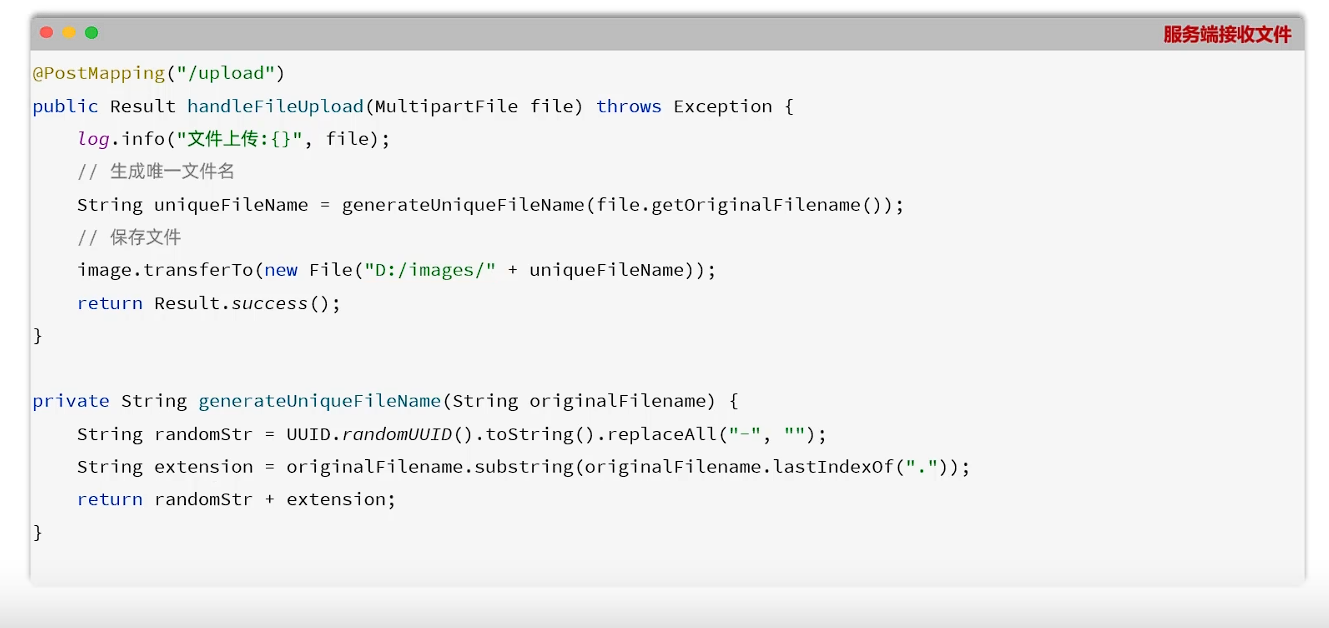 服务端接收文件
@PostMapping("/upload")
public Result handleFileUpload(MultipartFile file) throws Exception {
    log.info("文件上传:{}", file);
    // 生成唯一文件名
    String uniqueFileName = generateUniqueFileName(file.getOriginalFilename());
    // 保存文件
    image.transferTo(new File("D:/images/" + uniqueFileName));
    return Result.success();
}
private String generateUniqueFileName(String originalFilename) {
    String randomStr = UUID.randomUUID().toString().replaceAll("-", "");
    String extension = originalFilename.substring(originalFilename.lastIndexOf("."));
    return randomStr + extension;
}